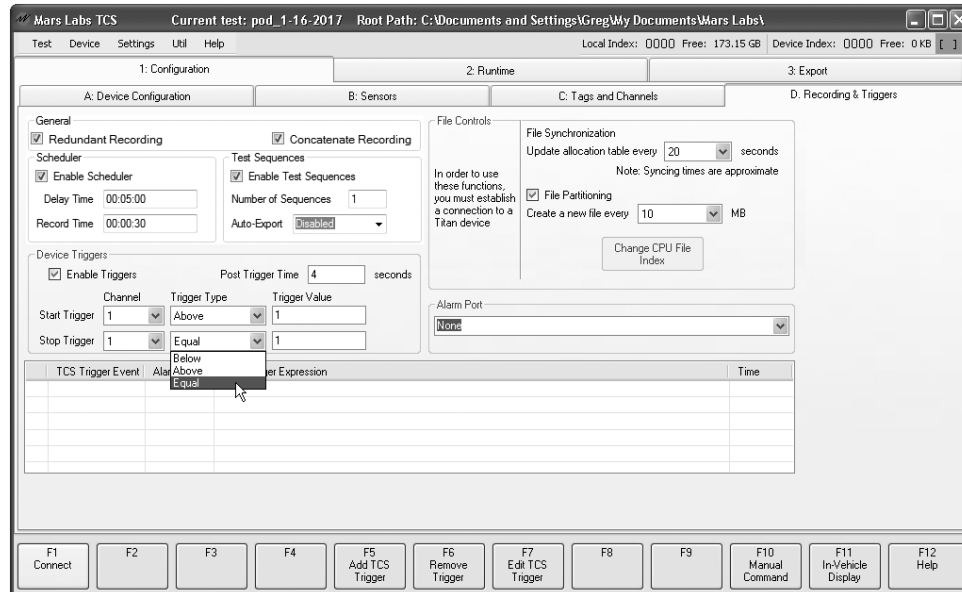 Mars Labs TCS Current test: pod_1-16-2017 Root Path: C:\Documents and Settings\Greg\My Documents\Mars Labs\
Test Device Settings Util Help Local Index: 0000 Free: 173.15 GB Device Index: 0000 Free: 0 KB [ ]
1: Configuration 2: Runtime 3: Export
A: Device Configuration B: Sensors C: Tags and Channels D. Recording & Triggers
General
Redundant Recording Concatenate Recording
Scheduler
Enable Scheduler
Delay Time 00:05:00
Record Time 00:00:30
Test Sequences
Enable Test Sequences
Number of Sequences 1
Auto-Export Disabled
File Controls
In order to use
these functions,
you must establish
a connection to a
Titan device
File Synchronization
Update allocation table every 20 seconds
Note: Syncing times are approximate
File Partitioning
Create a new file every 10 MB
Change CPU File
Index
Device Triggers
Enable Triggers Post Trigger Time 4 seconds
Channel Trigger Type Trigger Value
Start Trigger 1 Above 1
Stop Trigger 1 Equal 1
Below
Above
Equal
Alarm Port
None
TCS Trigger Event Alar ger Expression Time
F1 F2 F3 F4 F5 F6 F7 F8 F9 F10 F11 F12
Connect Add TCS Remove Edit TCS Manual In-Vehicle Help
Trigger Trigger Trigger Command Display